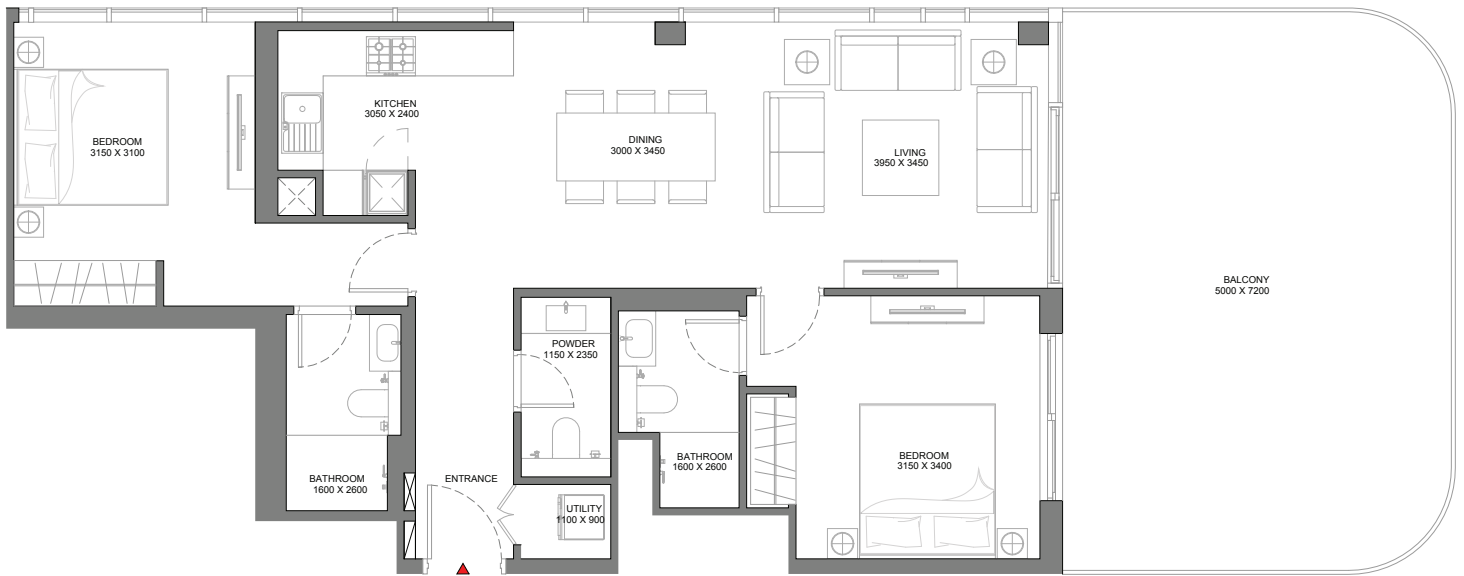 KITCHEN
3050 X 2400
BEDROOM
3150 X 3100
DINING
3000 X 3450
LIVING
3950 X 3450
BALCONY
5000 X 7200
POWDER
1150 X 2350
BATHROOM
1600 X 2600
ENTRANCE
BATHROOM
1600 X 2600
BEDROOM
3150 X 3400
UTILITY
1100 X 900